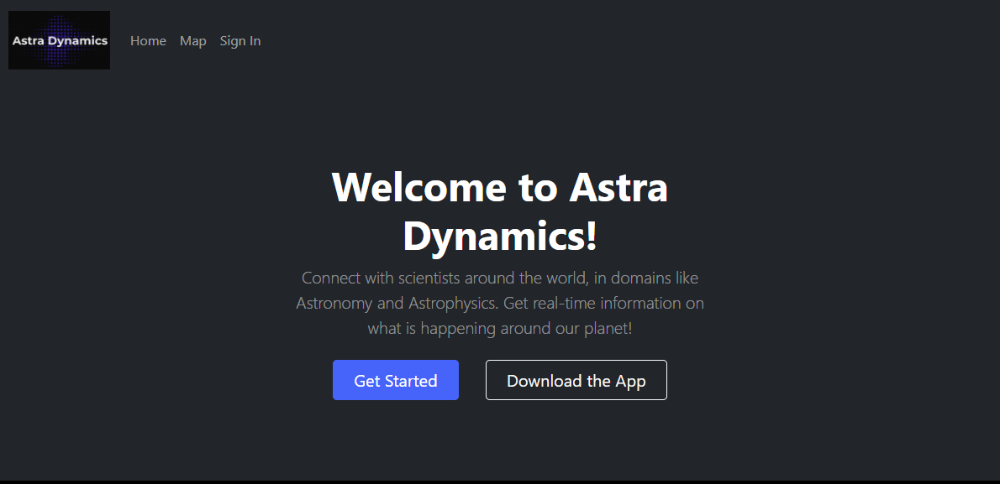 Astra Dynamics
Home Map Sign In
Welcome to Astra
Dynamics!
Connect with scientists around the world, in domains like
Astronomy and Astrophysics. Get real-time information on
what is happening around our planet!
Get Started Download the App